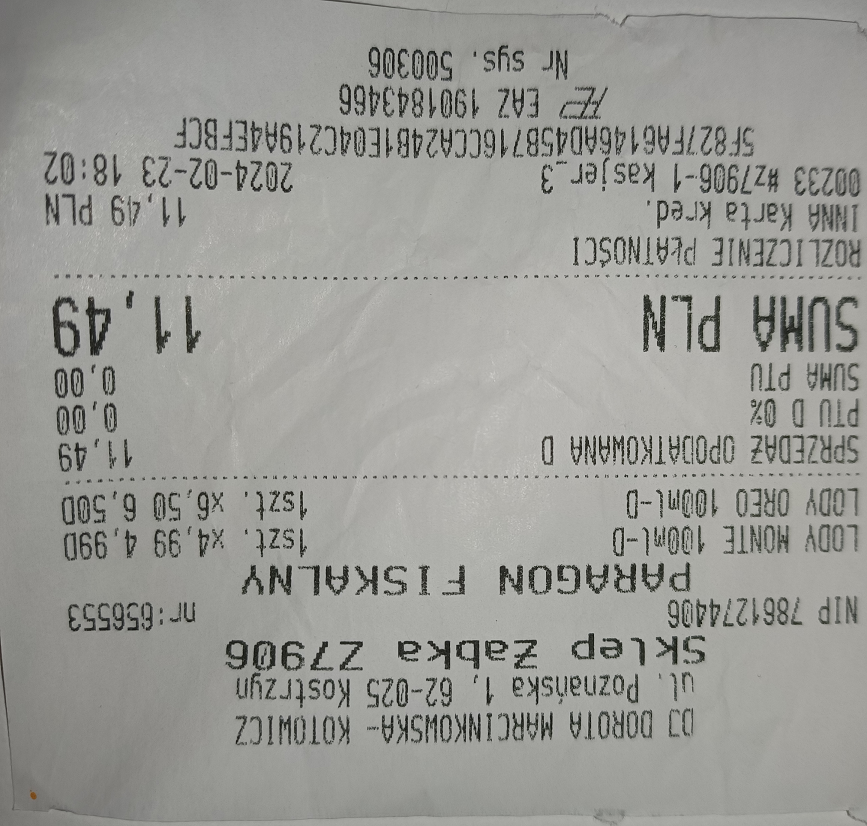 DJ DOROTA MARCINKOWSKA- KOTOWICZ
ul. Poznańska 1, 62-025 Kostrzyn
Sklep Żabka Z7906
NIP 7861274406 nr:656553
PARAGON FISKALNY
LODY MONTE 100ml-D 1szt. x4,99 4,99D
LODY OREO 100ml-D 1szt. x6,50 6,50D
SPRZEDAŻ OPODATKOWANA D 11,49
PTU D 0% 0,00
SUMA PTU 0,00
SUMA PLN 11,49
ROZLICZENIE PŁATNOŚCI
INNA Karta kred. 11,49 PLN
00233 #Z7906-1 kasjer_3 2024-02-23 18:02
5F827FA6146AD45B716CCA24B1E04C219A4EFBCF
EAZ 1901843466
Nr sys. 500306